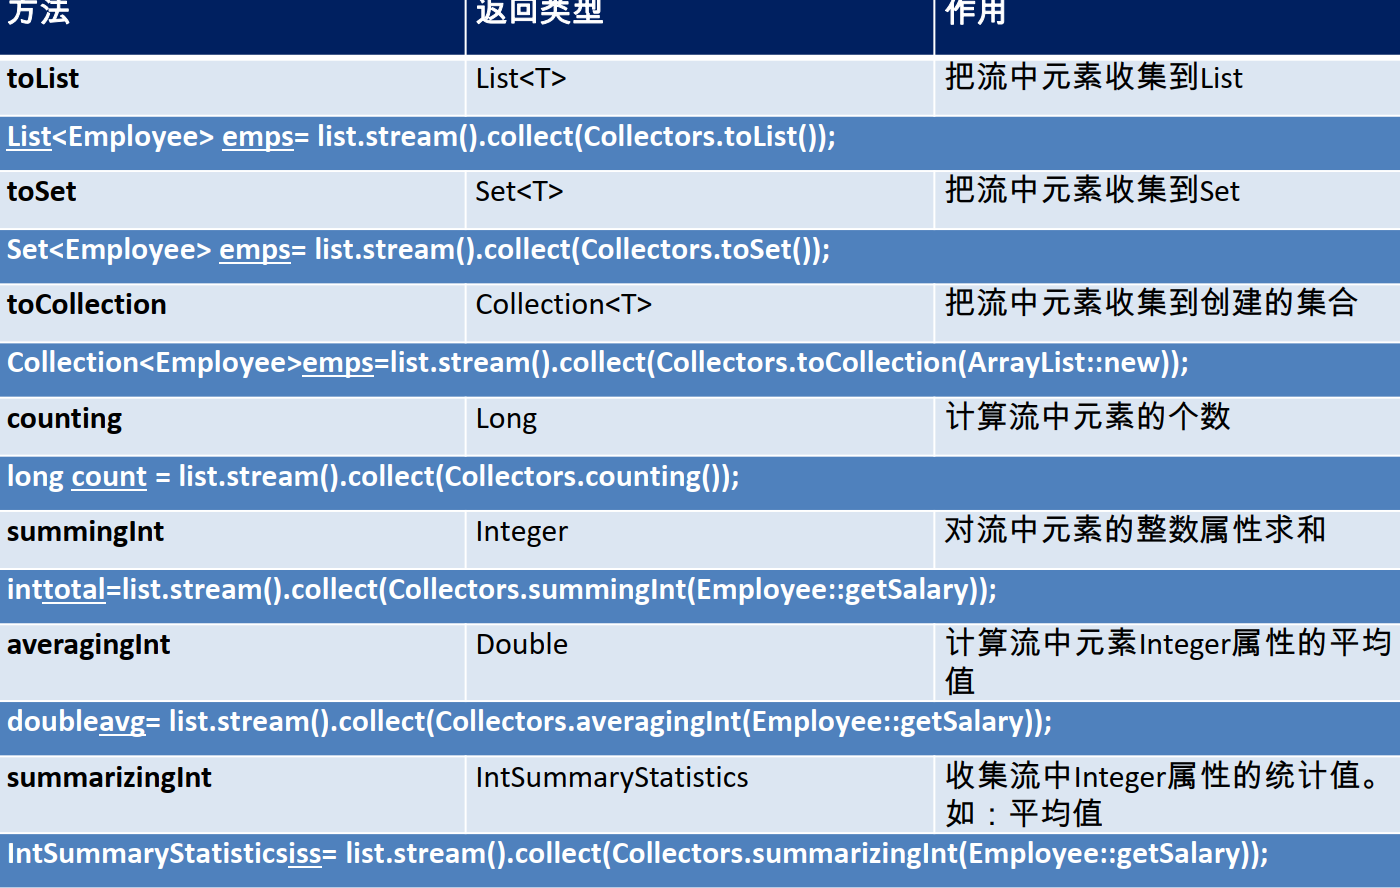 方法 返回类型 作用
toList List<T> 把流中元素收集到List
List<Employee> emps= list.stream().collect(Collectors.toList());
toSet Set<T> 把流中元素收集到Set
Set<Employee> emps= list.stream().collect(Collectors.toSet());
toCollection Collection<T> 把流中元素收集到创建的集合
Collection<Employee>emps=list.stream().collect(Collectors.toCollection(ArrayList::new));
counting Long 计算流中元素的个数
long count = list.stream().collect(Collectors.counting());
summingInt Integer 对流中元素的整数属性求和
inttotal=list.stream().collect(Collectors.summingInt(Employee::getSalary));
averagingInt Double 计算流中元素Integer属性的平均
值
doubleavg= list.stream().collect(Collectors.averagingInt(Employee::getSalary));
summarizingInt IntSummaryStatistics 收集流中Integer属性的统计值。
如：平均值
IntSummaryStatisticsiss= list.stream().collect(Collectors.summarizingInt(Employee::getSalary));